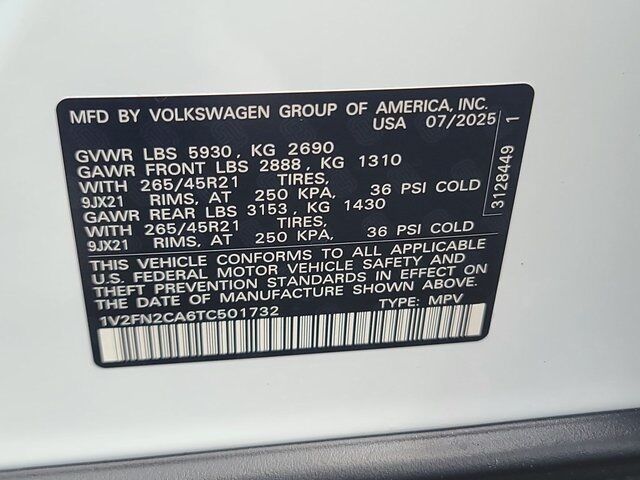 MFD BY VOLKSWAGEN GROUP OF AMERICA, INC.
USA 07/2025
GVWR LBS 5930, KG 2690
GAWR FRONT LBS 2888, KG 1310
WITH 265/45R21 TIRES,
9JX21 RIMS, AT 250 KPA, 36 PSI COLD
GAWR REAR LBS 3153, KG 1430
WITH 265/45R21 TIRES,
9JX21 RIMS, AT 250 KPA, 36 PSI COLD
THIS VEHICLE CONFORMS TO ALL APPLICABLE
U.S. FEDERAL MOTOR VEHICLE SAFETY AND
THEFT PREVENTION STANDARDS IN EFFECT ON
THE DATE OF MANUFACTURE SHOWN ABOVE.
1V2FN2CA6TC501732 TYPE: MPV
3128449 1